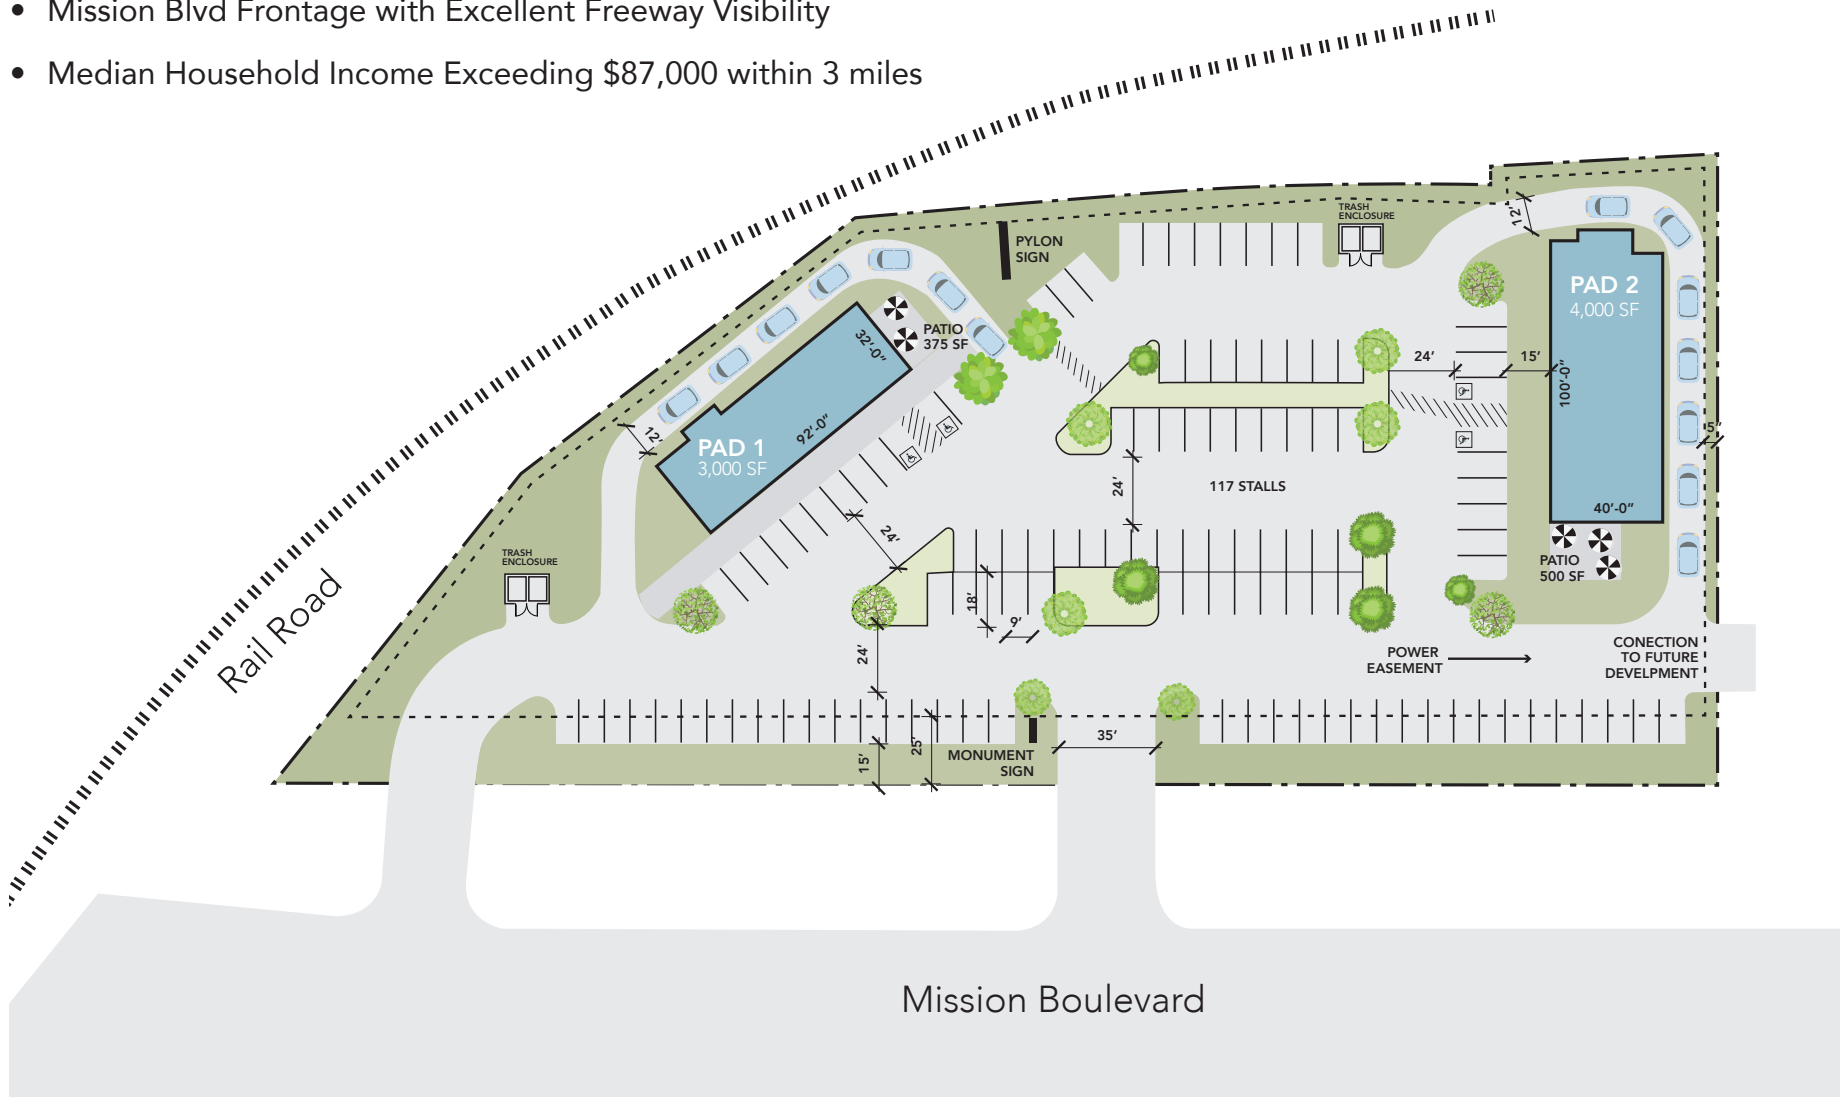 • Mission Blvd Frontage with Excellent Freeway Visibility
• Median Household Income Exceeding $87,000 within 3 miles
TRASH
ENCLOSURE
12'
PYLON
SIGN
PAD 2
4,000 SF
PATIO
375 SF
32'-0"
24'
15'
100'-0"
12'
92'-0"
PAD 1
3,000 SF
5'
24'
117 STALLS
40'-0"
24'
TRASH
ENCLOSURE
PATIO
500 SF
18'
9'
Rail Road
24'
POWER
EASEMENT
CONECTION
TO FUTURE
DEVELPMENT
35'
25'
15'
MONUMENT
SIGN
Mission Boulevard